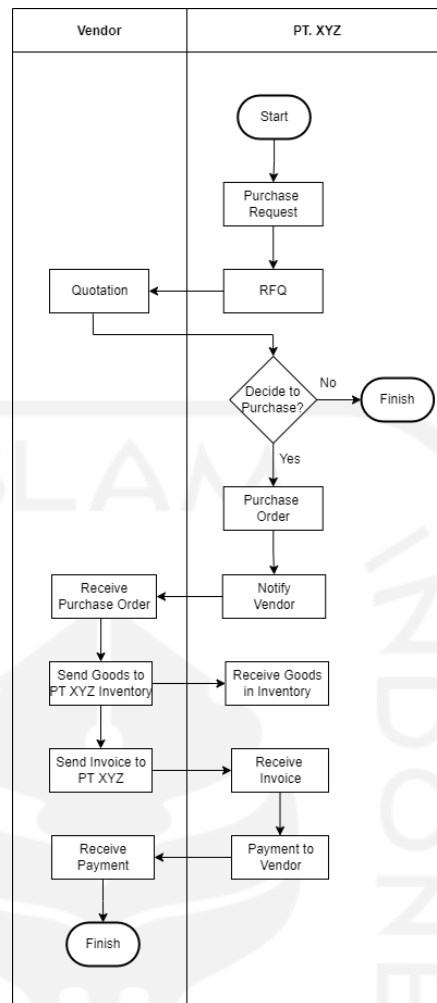 Vendor
PT. XYZ
Start
Purchase
Request
Quotation
RFQ
Decide to
Purchase?
No
Finish
Yes
Purchase
Order
Receive
Purchase Order
Notify
Vendor
Send Goods to
PT XYZ Inventory
Receive Goods
in Inventory
Send Invoice to
PT XYZ
Receive
Invoice
Receive
Payment
Payment to
Vendor
Finish
SLAM
INDONE